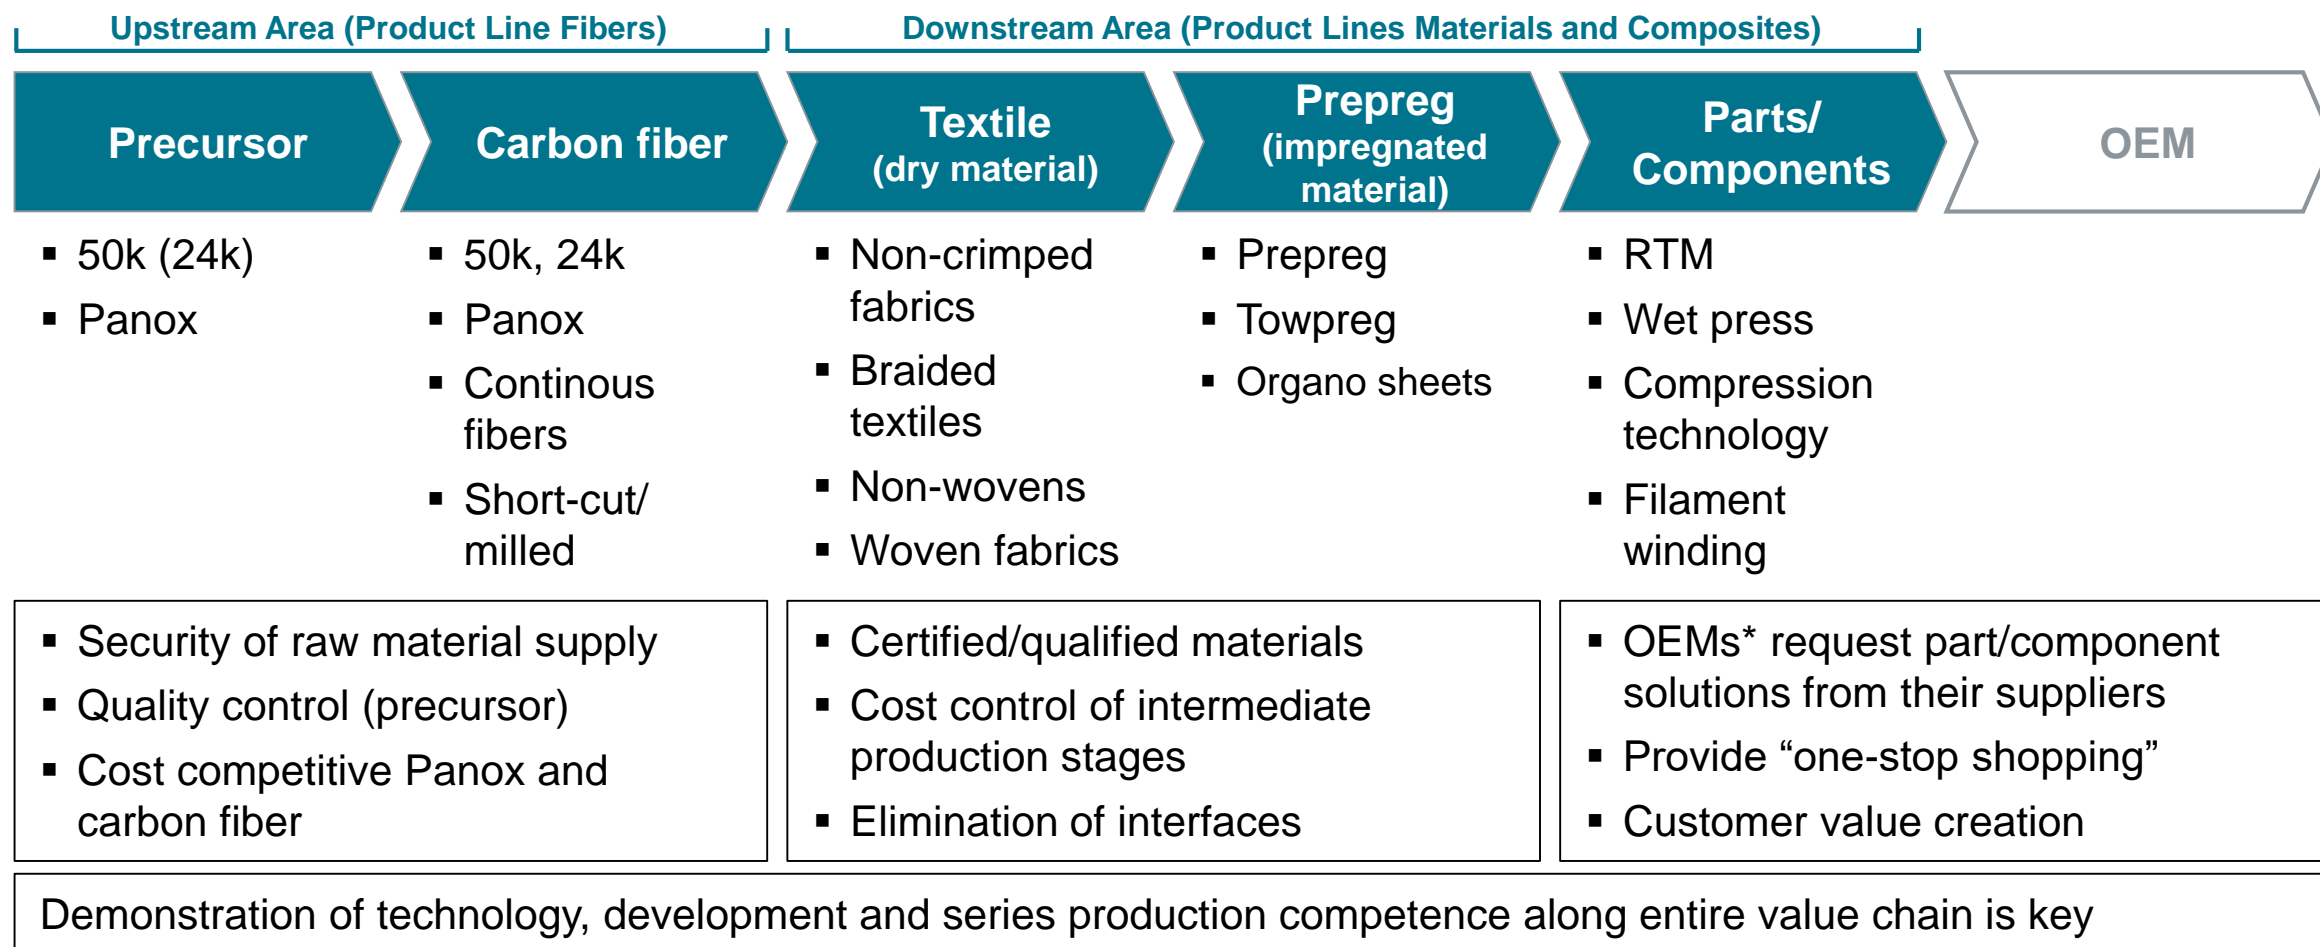 Upstream Area (Product Line Fibers)
Downstream Area (Product Lines Materials and Composites)
Precursor
Carbon fiber
Textile
(dry material)
Prepreg
(impregnated
material)
Parts/
Components
OEM
▪ 50k (24k)
▪ Panox
▪ 50k, 24k
▪ Panox
▪ Continous
fibers
▪ Short-cut/
milled
▪ Non-crimped
fabrics
▪ Braided
textiles
▪ Non-wovens
▪ Woven fabrics
▪ Prepreg
▪ Towpreg
▪ Organo sheets
▪ RTM
▪ Wet press
▪ Compression
technology
▪ Filament
winding
▪ Security of raw material supply
▪ Quality control (precursor)
▪ Cost competitive Panox and
carbon fiber
▪ Certified/qualified materials
▪ Cost control of intermediate
production stages
▪ Elimination of interfaces
▪ OEMs* request part/component
solutions from their suppliers
▪ Provide “one-stop shopping”
▪ Customer value creation
Demonstration of technology, development and series production competence along entire value chain is key